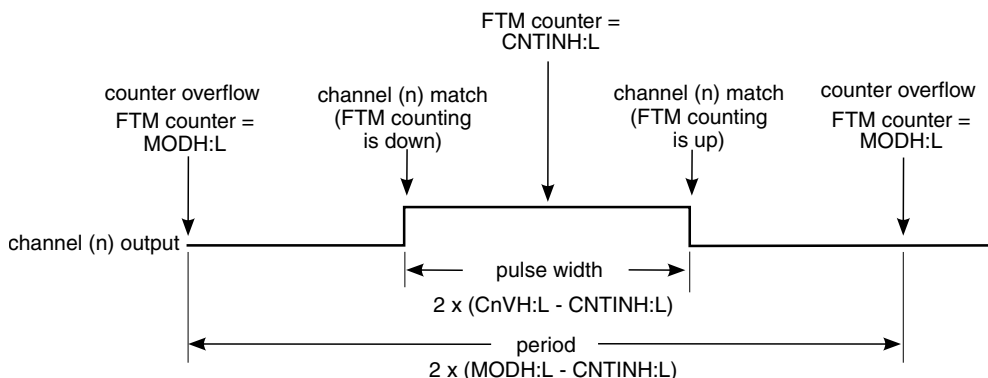 FTM counter =
CNTINH:L
counter overflow
FTM counter =
MODH:L
channel (n) match
(FTM counting
is down)
channel (n) match
(FTM counting
is up)
counter overflow
FTM counter =
MODH:L
channel (n) output
pulse width
2 x (CnVH:L - CNTINH:L)
period
2 x (MODH:L - CNTINH:L)